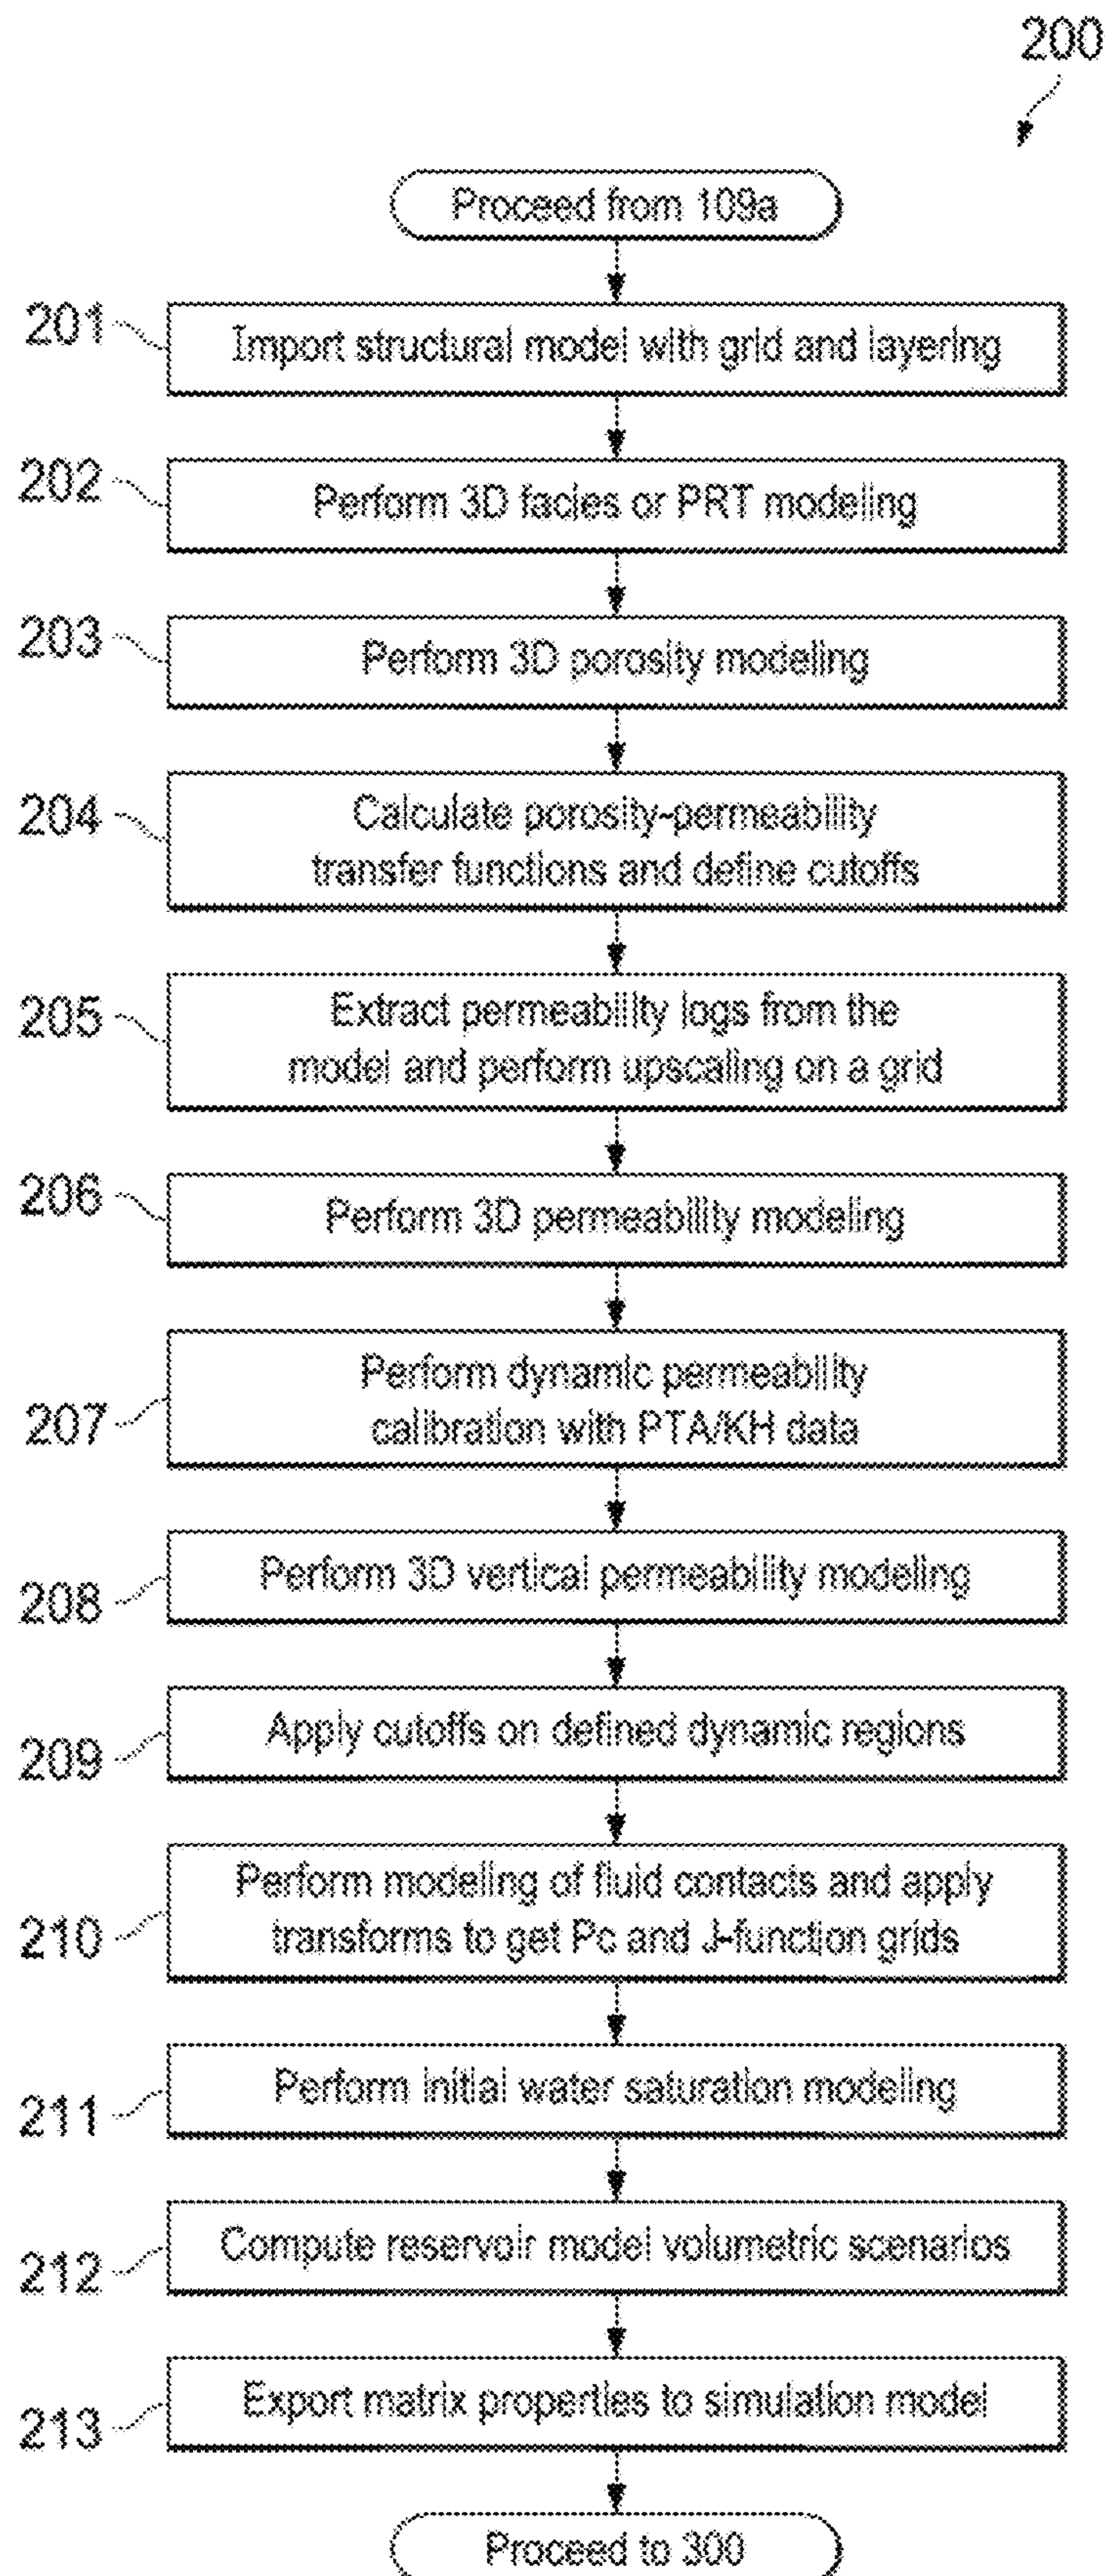 200
Proceed from 109a
201
Import structural model with grid and layering
202
Perform 3D facies or PRT modeling
203
Perform 3D porosity modeling
204
Calculate porosity-permeability
transfer functions and define cutoffs
205
Extract permeability logs from the
model and perform upscaling on a grid
206
Perform 3D permeability modeling
207
Perform dynamic permeability
calibration with PTA/KH data
208
Perform 3D vertical permeability modeling
209
Apply cutoffs on defined dynamic regions
210
Perform modeling of fluid contacts and apply
transforms to get Pc and J-function grids
211
Perform initial water saturation modeling
212
Compute reservoir model volumetric scenarios
213
Export matrix properties to simulation model
Proceed to 300